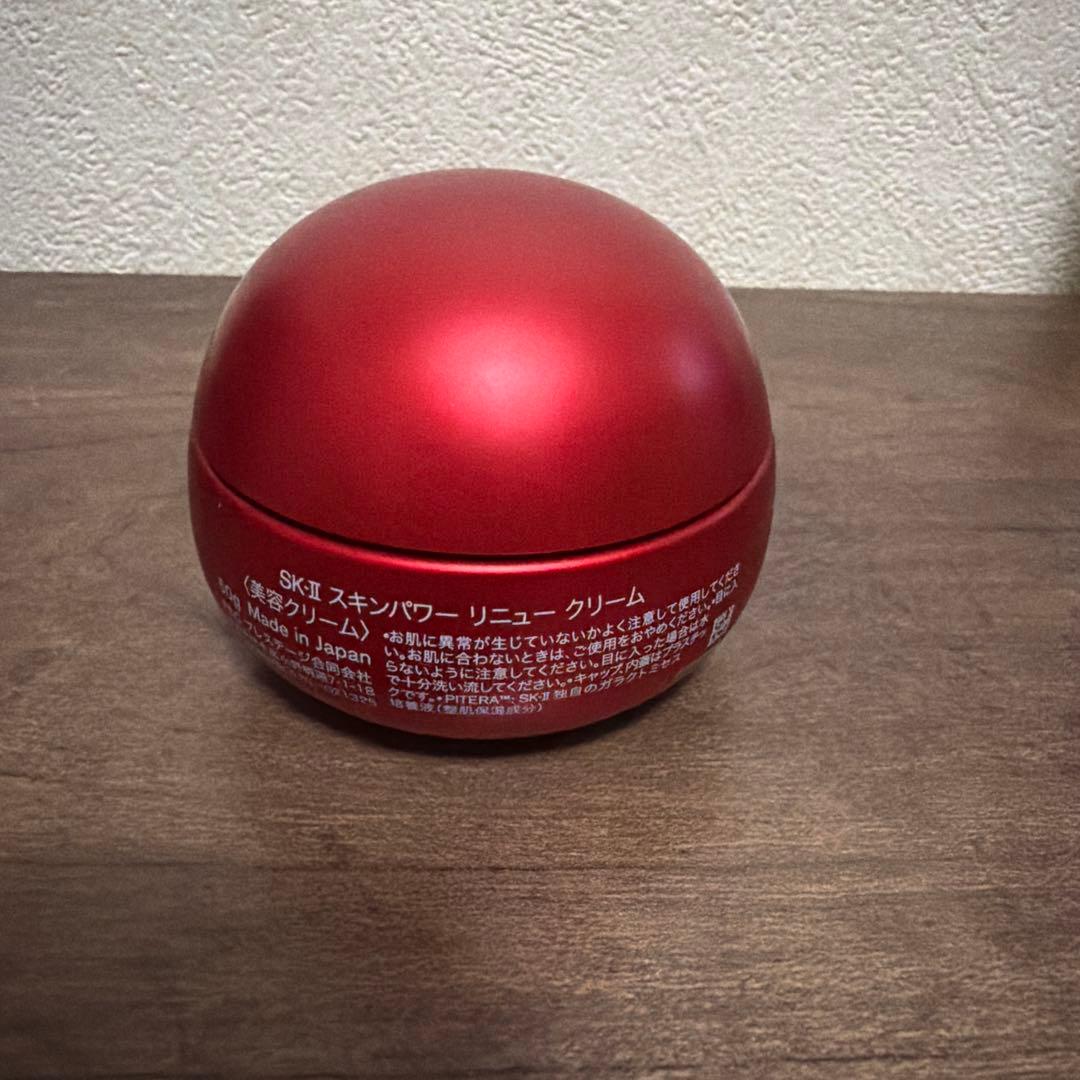 SK-II スキンパワー リニュー クリーム
〈美容クリーム〉
50g Made in Japan
プレステージ合同会社
7-1-18
•お肌に異常が生じていないかよく注意して使用してくださ
い。お肌に合わないときは、ご使用をおやめください。•目に入
らないように注意してください。目に入った場合は水
で十分洗い流してください。•キャップ、内蓋はプラスチッ
クです。•PITERA™: SK-II 独自のガラクトミセス
培養液(整肌保湿成分)